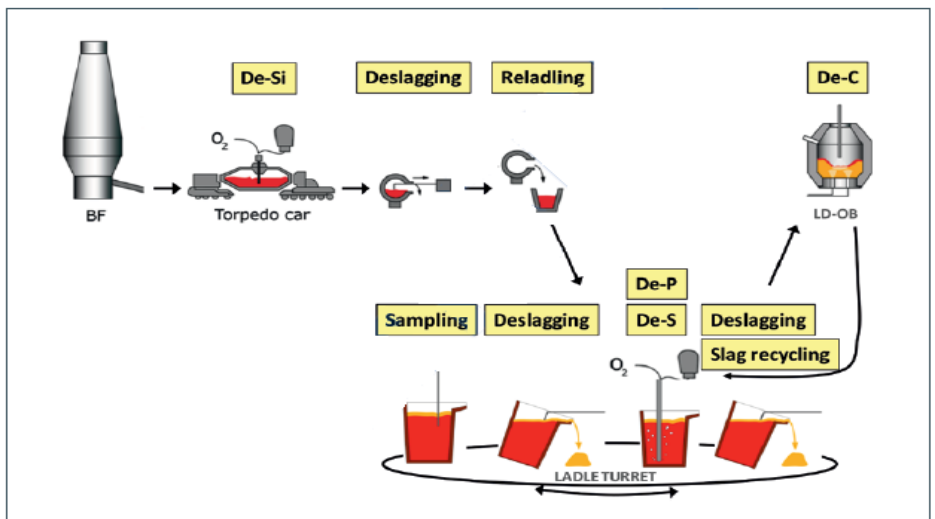 De-Si
Deslagging
Reladling
De-C
O2
BF
Torpedo car
LD-OB
De-P
Sampling
Deslagging
De-S
Deslagging
Slag recycling
O2
LADLE TURRET